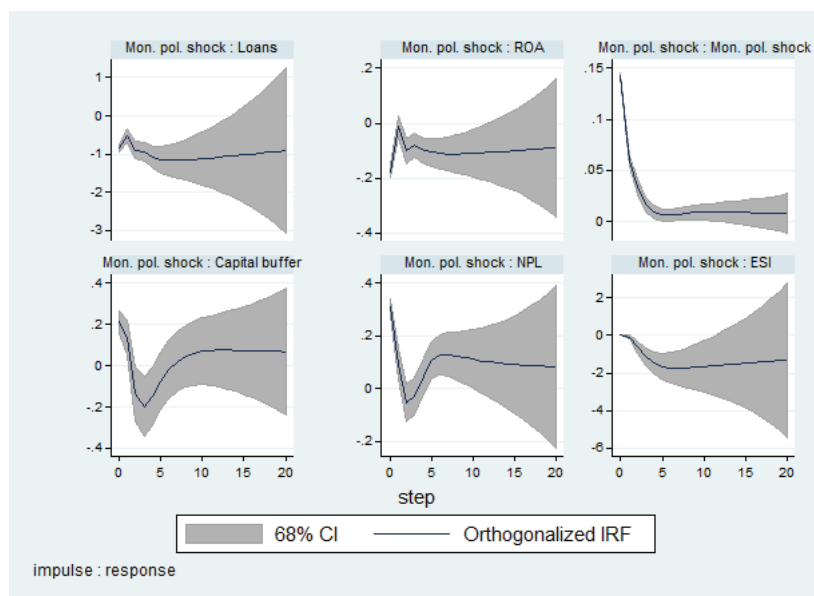 Mon. pol. shock : Loans
Mon. pol. shock : ROA
Mon. pol. shock : Mon. pol. shock
1
0
-1
-2
-3
.2
0
-.2
-.4
.15
.1
.05
0
Mon. pol. shock : Capital buffer
Mon. pol. shock : NPL
Mon. pol. shock : ESI
.4
.2
0
-.2
-.4
.4
.2
0
-.2
2
0
-2
-4
-6
0 5 10 15 20
0 5 10 15 20
0 5 10 15 20
step
68% CI
Orthogonalized IRF
impulse : response